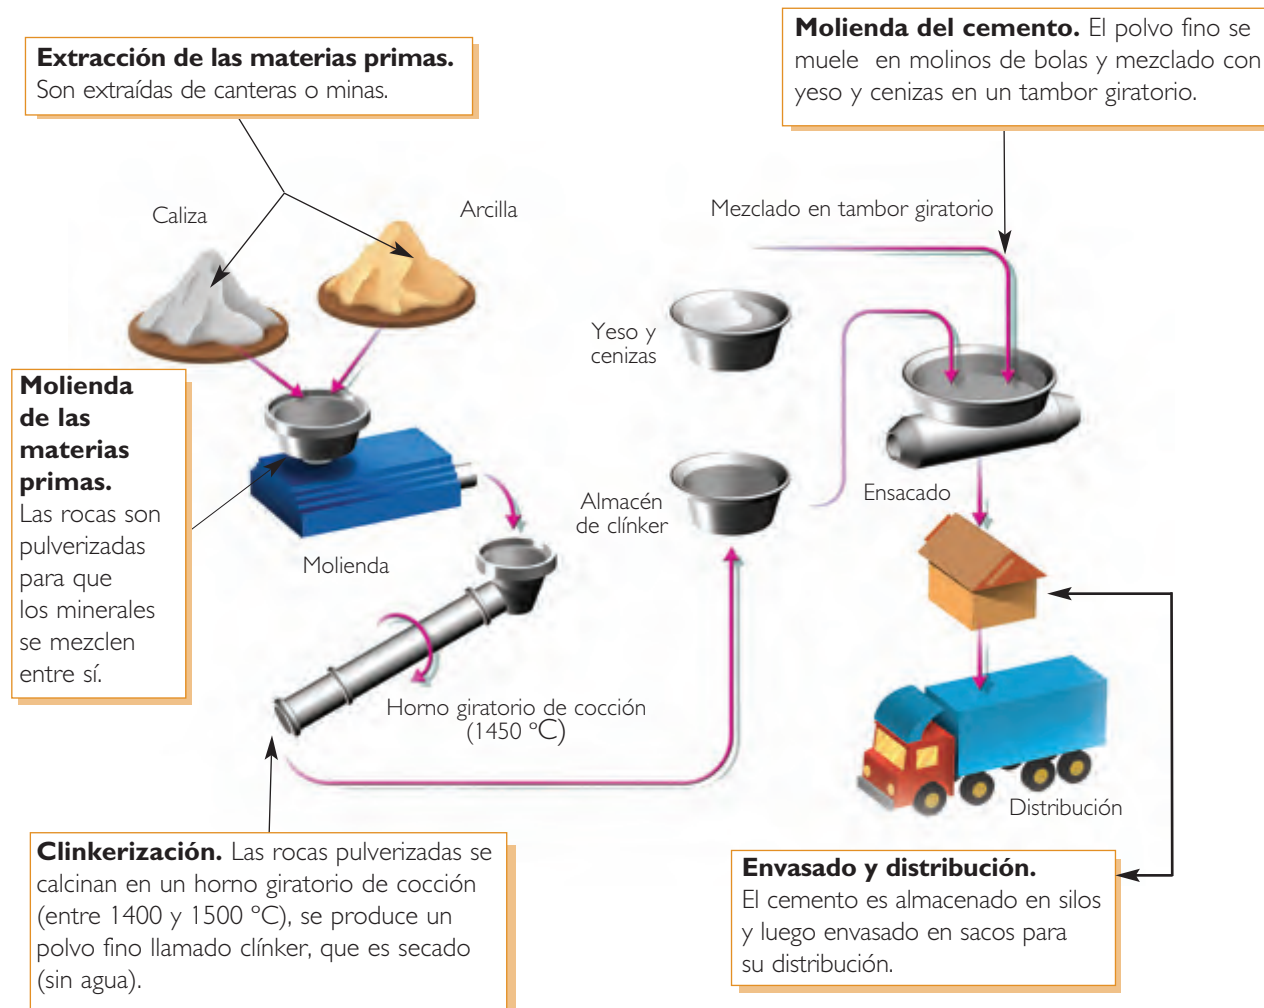 Extracción de las materias primas.
Son extraídas de canteras o minas.
Molienda del cemento. El polvo fino se
muele en molinos de bolas y mezclado con
yeso y cenizas en un tambor giratorio.
Caliza
Arcilla
Mezclado en tambor giratorio
Yeso y
cenizas
Molienda
de las
materias
primas.
Las rocas son
pulverizadas
para que
los minerales
se mezclen
entre sí.
Molienda
Almacén
de clínker
Ensacado
Horno giratorio de cocción
(1450 ºC)
Distribución
Clinkerización. Las rocas pulverizadas se
calcinan en un horno giratorio de cocción
(entre 1400 y 1500 ºC), se produce un
polvo fino llamado clínker, que es secado
(sin agua).
Envasado y distribución.
El cemento es almacenado en silos
y luego envasado en sacos para
su distribución.